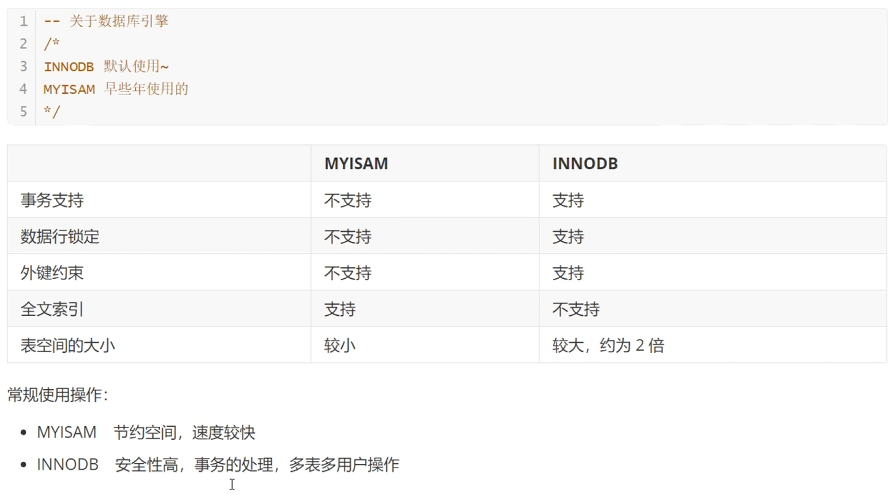 1 -- 关于数据库引擎
2 /*
3 INNODB 默认使用~
4 MYISAM 早些年使用的
5 */
MYISAM INNODB
事务支持 不支持 支持
数据行锁定 不支持 支持
外键约束 不支持 支持
全文索引 支持 不支持
表空间的大小 较小 较大，约为 2 倍
常规使用操作：
• MYISAM 节约空间，速度较快
• INNODB 安全性高，事务的处理，多表多用户操作